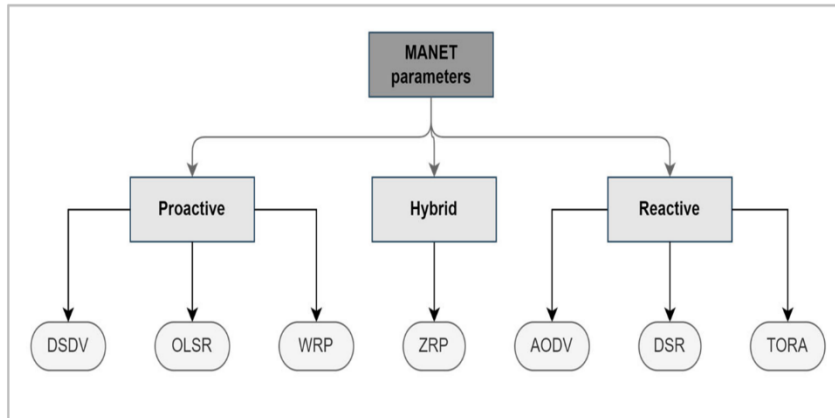 MANET
parameters
Proactive
Hybrid
Reactive
DSDV
OLSR
WRP
ZRP
AODV
DSR
TORA